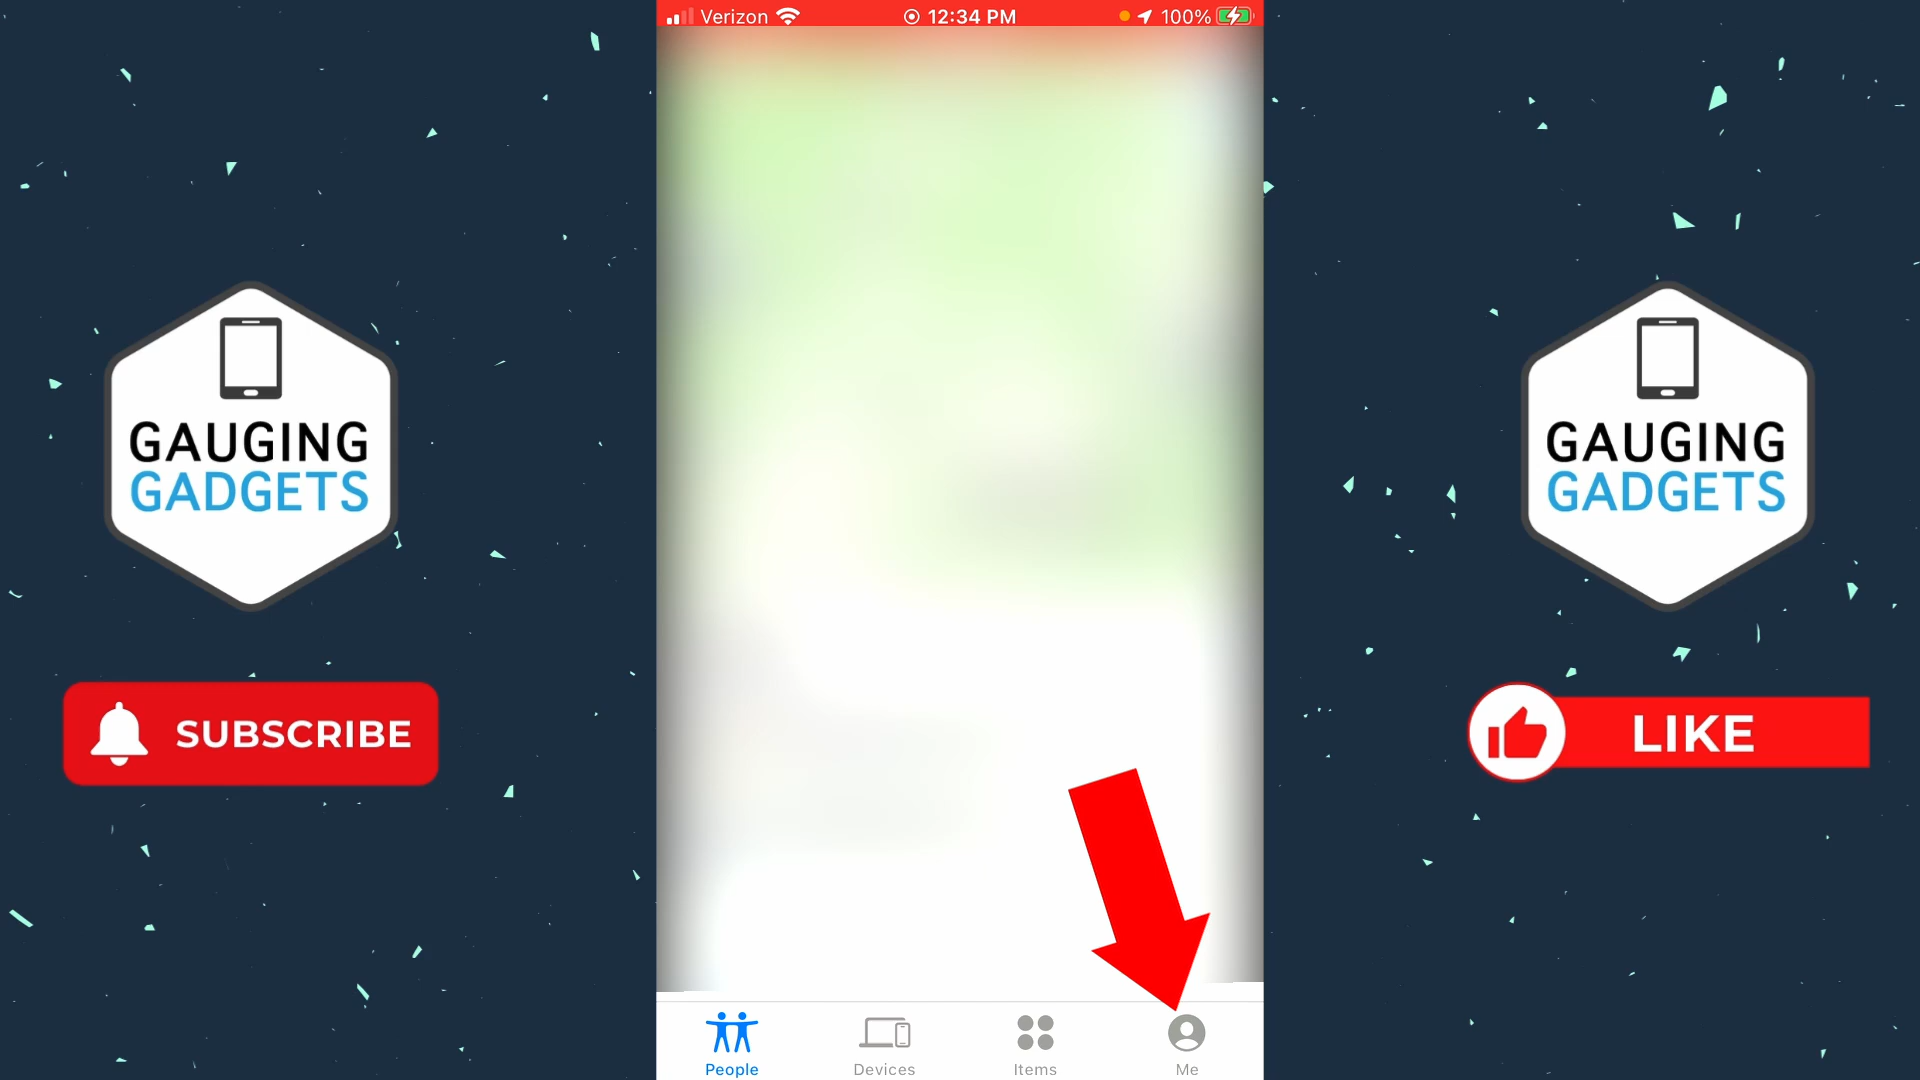 Verizon 12:34 PM 100%
GAUGING
GADGETS
SUBSCRIBE
GAUGING
GADGETS
LIKE
People Devices Items Me